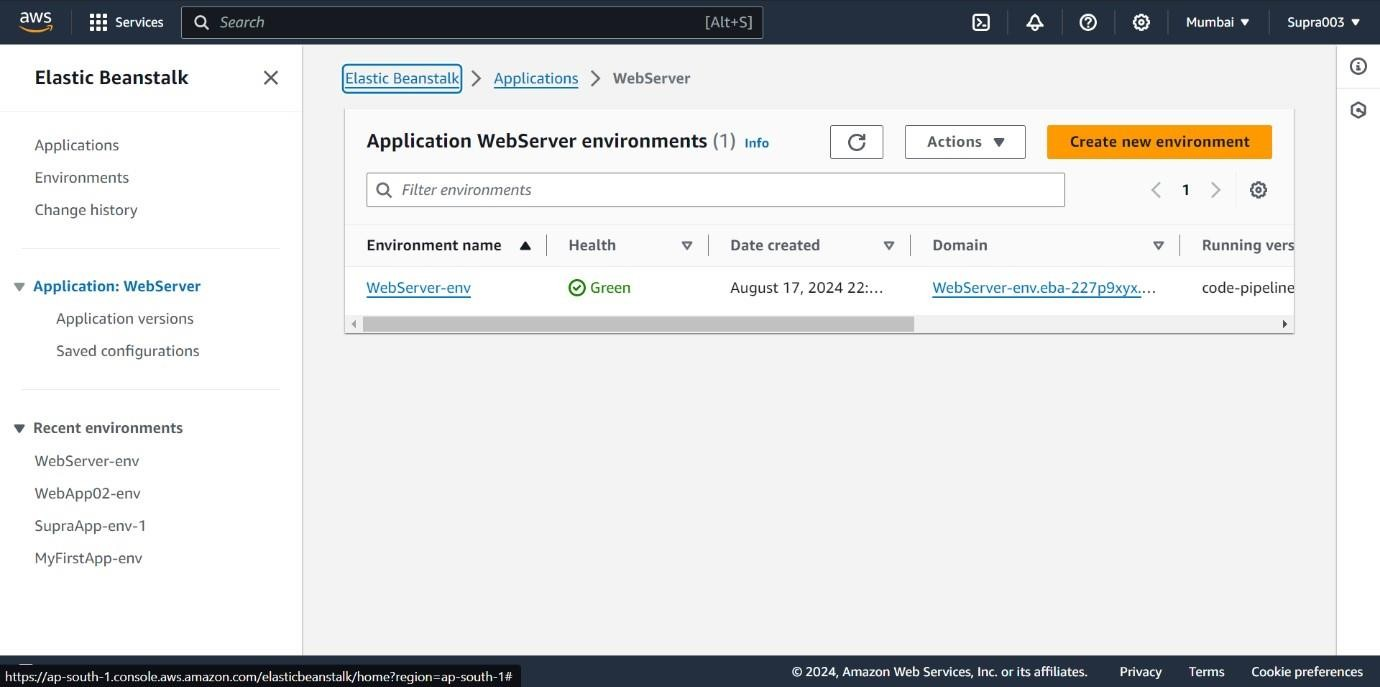 aws Services Search [Alt+S] Mumbai ▼ Supra003 ▼
Elastic Beanstalk
Applications
Environments
Change history
Application: WebServer
Application versions
Saved configurations
Recent environments
WebServer-env
WebApp02-env
SupraApp-env-1
MyFirstApp-env
Elastic Beanstalk > Applications > WebServer
Application WebServer environments (1) Info Actions ▼ Create new environment
Filter environments < 1 >
Environment name ▲ Health ▼ Date created ▼ Domain ▼ Running vers
WebServer-env Green August 17, 2024 22:... WebServer-env.eba-227p9xyx.... code-pipeline
https://ap-south-1.console.aws.amazon.com/elasticbeanstalk/home?region=ap-south-1#
© 2024, Amazon Web Services, Inc. or its affiliates. Privacy Terms Cookie preferences